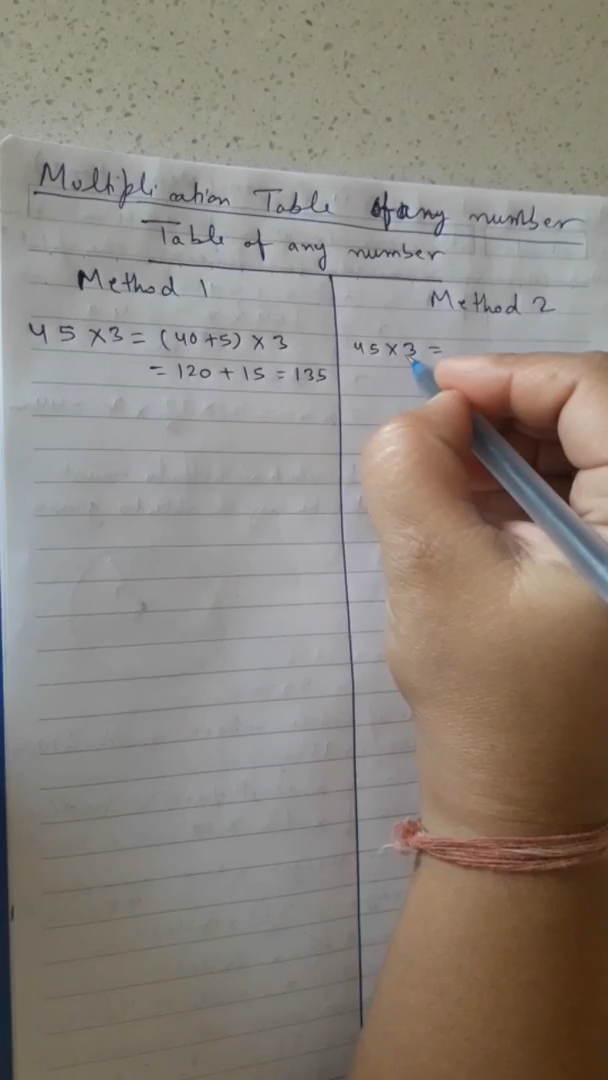 Multiplication Table of any number
Table of any number
Method 1
45 × 3 = (40 + 5) × 3
= 120 + 15 = 135
Method 2
45 × 3 =